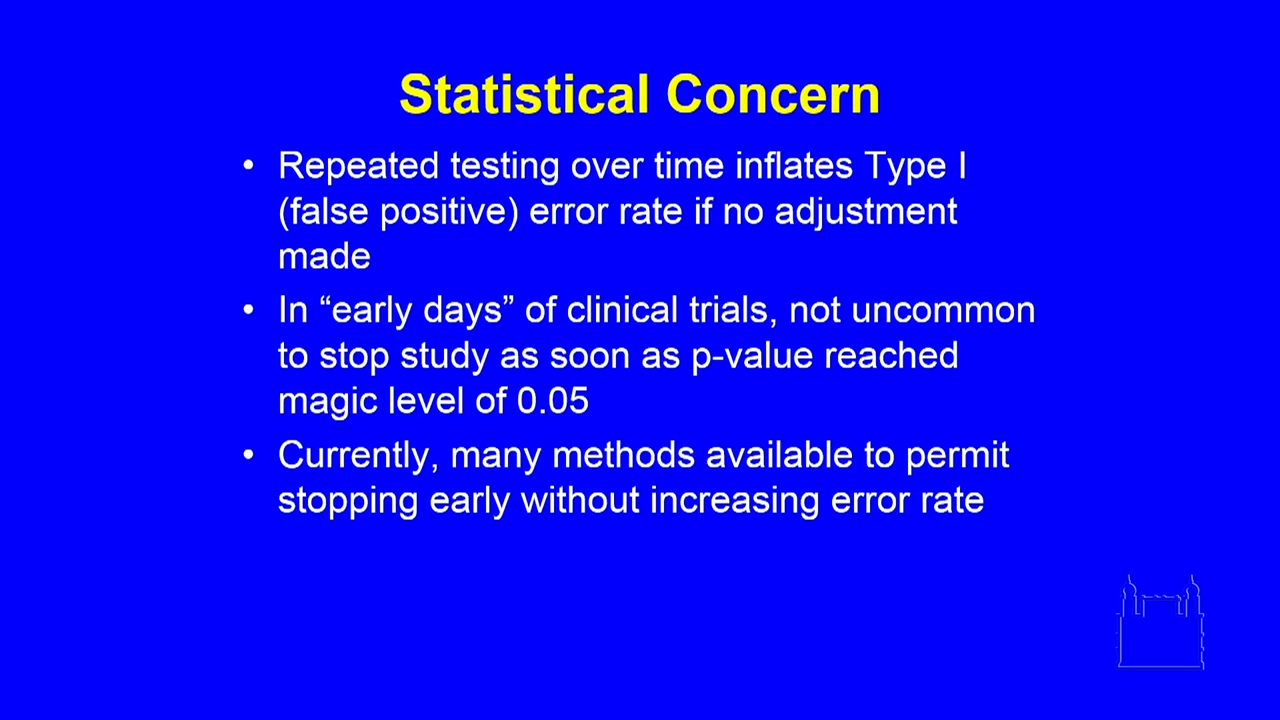 Statistical Concern
• Repeated testing over time inflates Type I
(false positive) error rate if no adjustment
made
• In “early days” of clinical trials, not uncommon
to stop study as soon as p-value reached
magic level of 0.05
• Currently, many methods available to permit
stopping early without increasing error rate